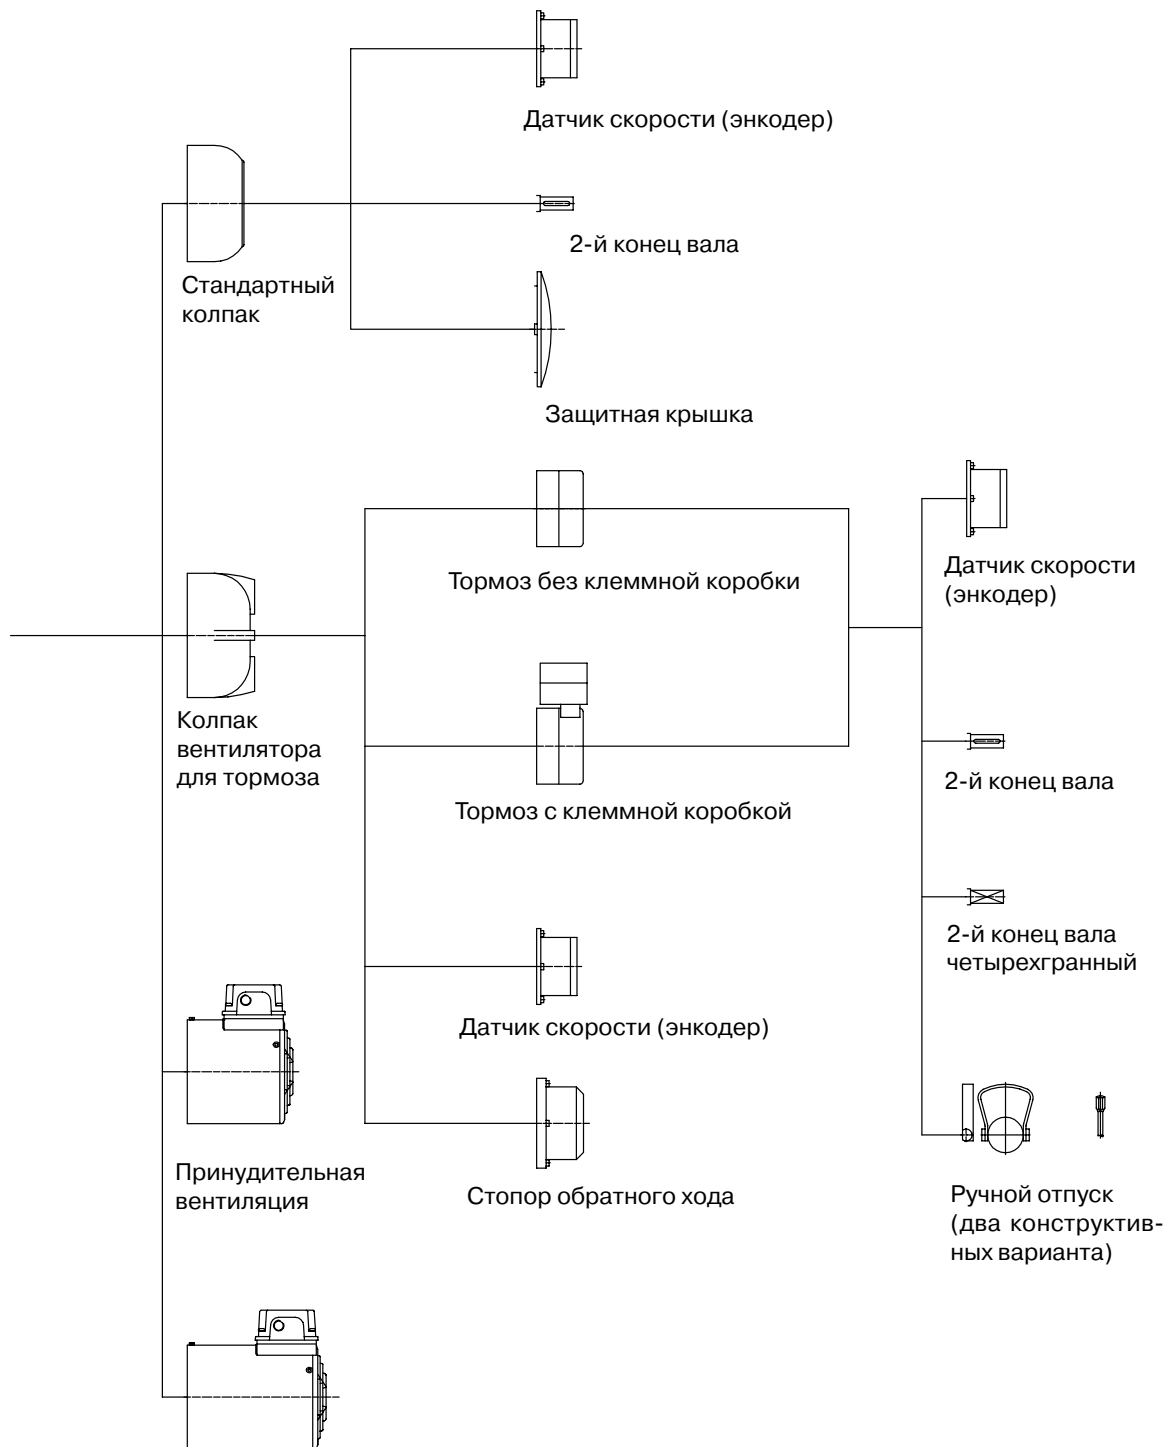 Датчик скорости (энкодер)
2-й конец вала
Стандартный
колпак
Защитная крышка
Тормоз без клеммной коробки
Датчик скорости
(энкодер)
Колпак
вентилятора
для тормоза
Тормоз с клеммной коробкой
2-й конец вала
2-й конец вала
четырехгранный
Датчик скорости (энкодер)
Принудительная
вентиляция
Стопор обратного хода
Ручной отпуск
(два конструктив-
ных варианта)